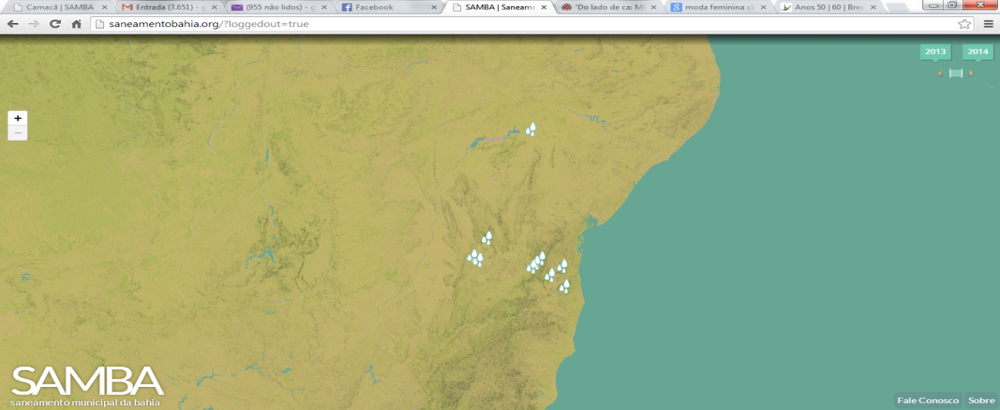 Camacã | SAMBA
Entrada (3.651) - g
(955 não lidos) - g
Facebook
SAMBA | Saneame
'Do lado de ca: M
moda feminina cl
Anos 50 | 60 | Bres
saneamentobahia.org/?loggedout=true
2013
2014
+
−
SAMBA
saneamento municipal da bahia
Fale Conosco
Sobre